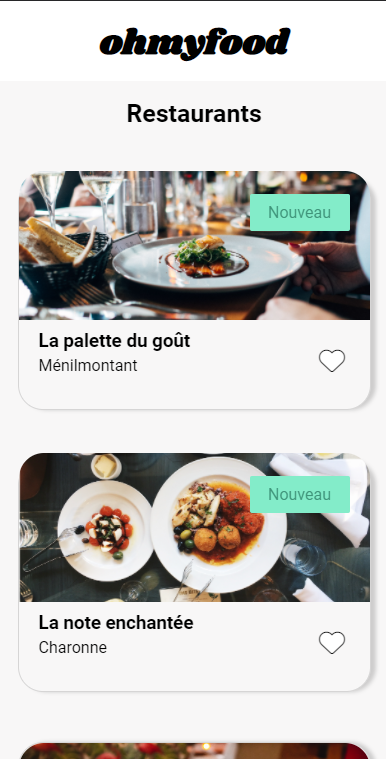 ohmyfood
Restaurants
Nouveau
La palette du goût
Ménilmontant
Nouveau
La note enchantée
Charonne